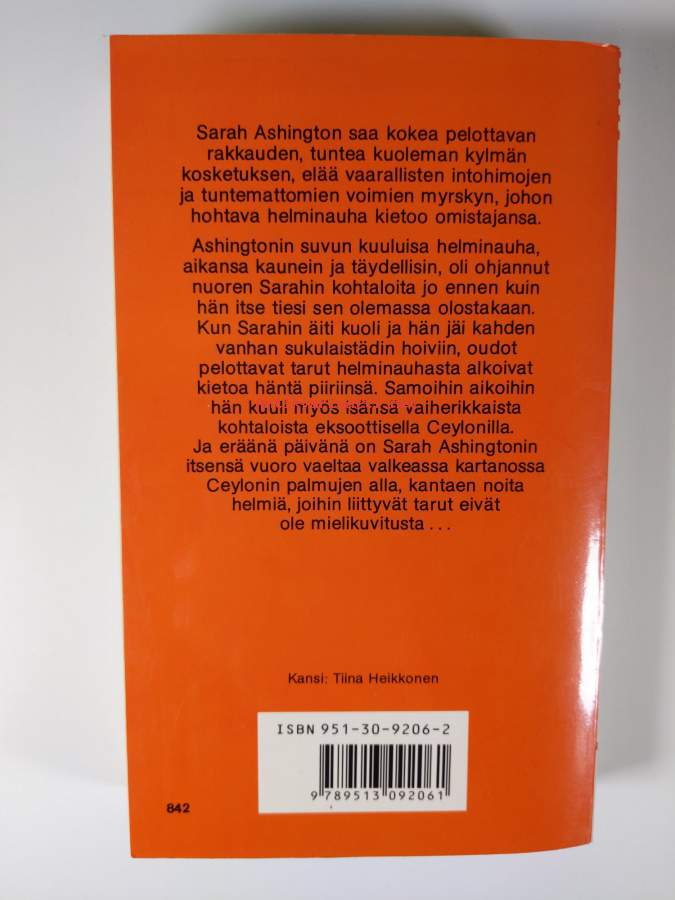 Sarah Ashington saa kokea pelottavan
rakkauden, tuntea kuoleman kylmän
kosketuksen, elää vaarallisten intohimojen
ja tuntemattomien voimien myrskyn, johon
hohtava helminauha kietoo omistajansa.
Ashingtonin suvun kuuluisa helminauha,
aikansa kaunein ja täydellisin, oli ohjannut
nuoren Sarahin kohtaloita jo ennen kuin
hän itse tiesi sen olemassa olostakaan.
Kun Sarahin äiti kuoli ja hän jäi kahden
vanhan sukulaistädin hoiviin, oudot
pelottavat tarut helminauhasta alkoivat
kietoa häntä piiriinsä. Samoihin aikoihin
hän kuuli myös isänsä vaiherikkaista
kohtaloista eksoottisella Ceylonilla.
Ja eräänä päivänä on Sarah Ashingtonin
itsensä vuoro vaeltaa valkeassa kartanossa
Ceylonin palmujen alla, kantaen noita
helmiä, joihin liittyvät tarut eivät
ole mielikuvitusta . . .
Kansi: Tiina Heikkonen
ISBN 951-30-9206-2
9 789513 092061
842